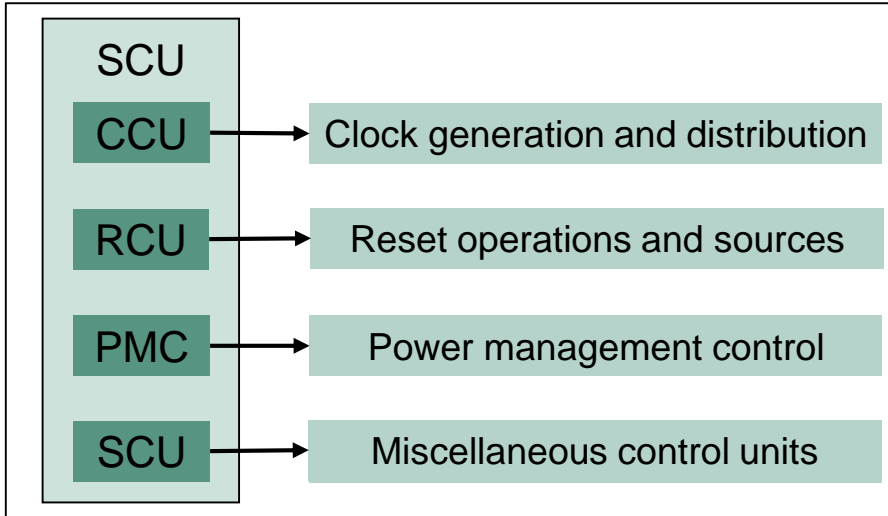 SCU
CCU
Clock generation and distribution
RCU
Reset operations and sources
PMC
Power management control
SCU
Miscellaneous control units